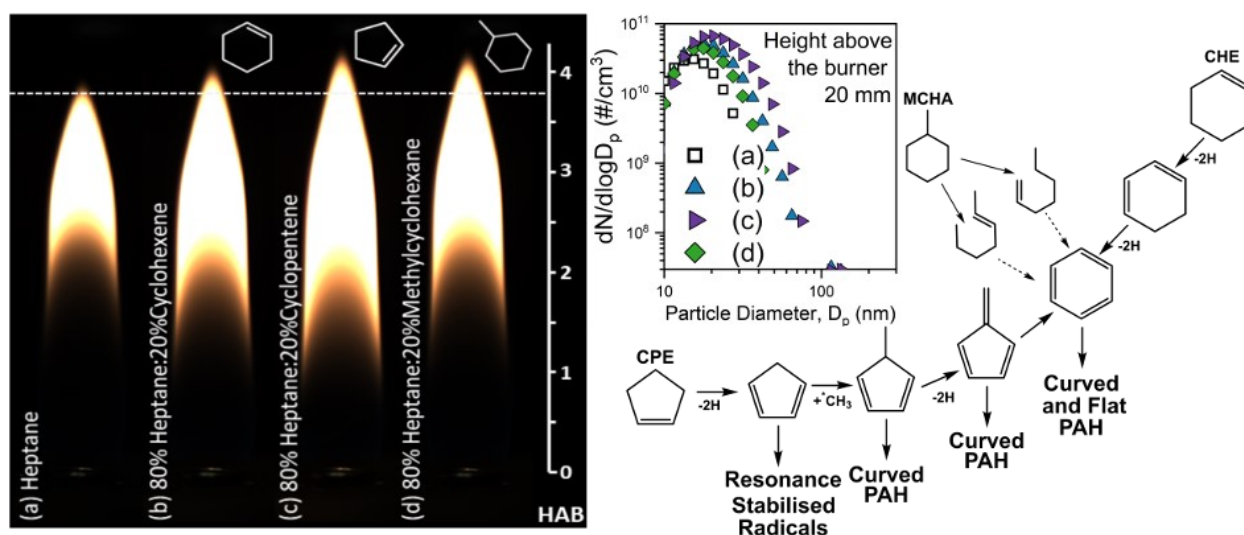 (a) Heptane
(b) 80% Heptane:20%Cyclohexene
(c) 80% Heptane:20%Cyclopentene
(d) 80% Heptane:20%Methylcyclohexane
4
3
2
1
0
HAB
10¹¹
10¹⁰
10⁹
10⁸
dN/dlogDₚ (#/cm³)
Height above
the burner
20 mm
(a)
(b)
(c)
(d)
10
100
Particle Diameter, Dₚ (nm)
MCHA
CHE
-2H
-2H
CPE
-2H
+*CH₃
-2H
Resonance
Stabilised
Radicals
Curved
PAH
Curved
PAH
Curved
and Flat
PAH